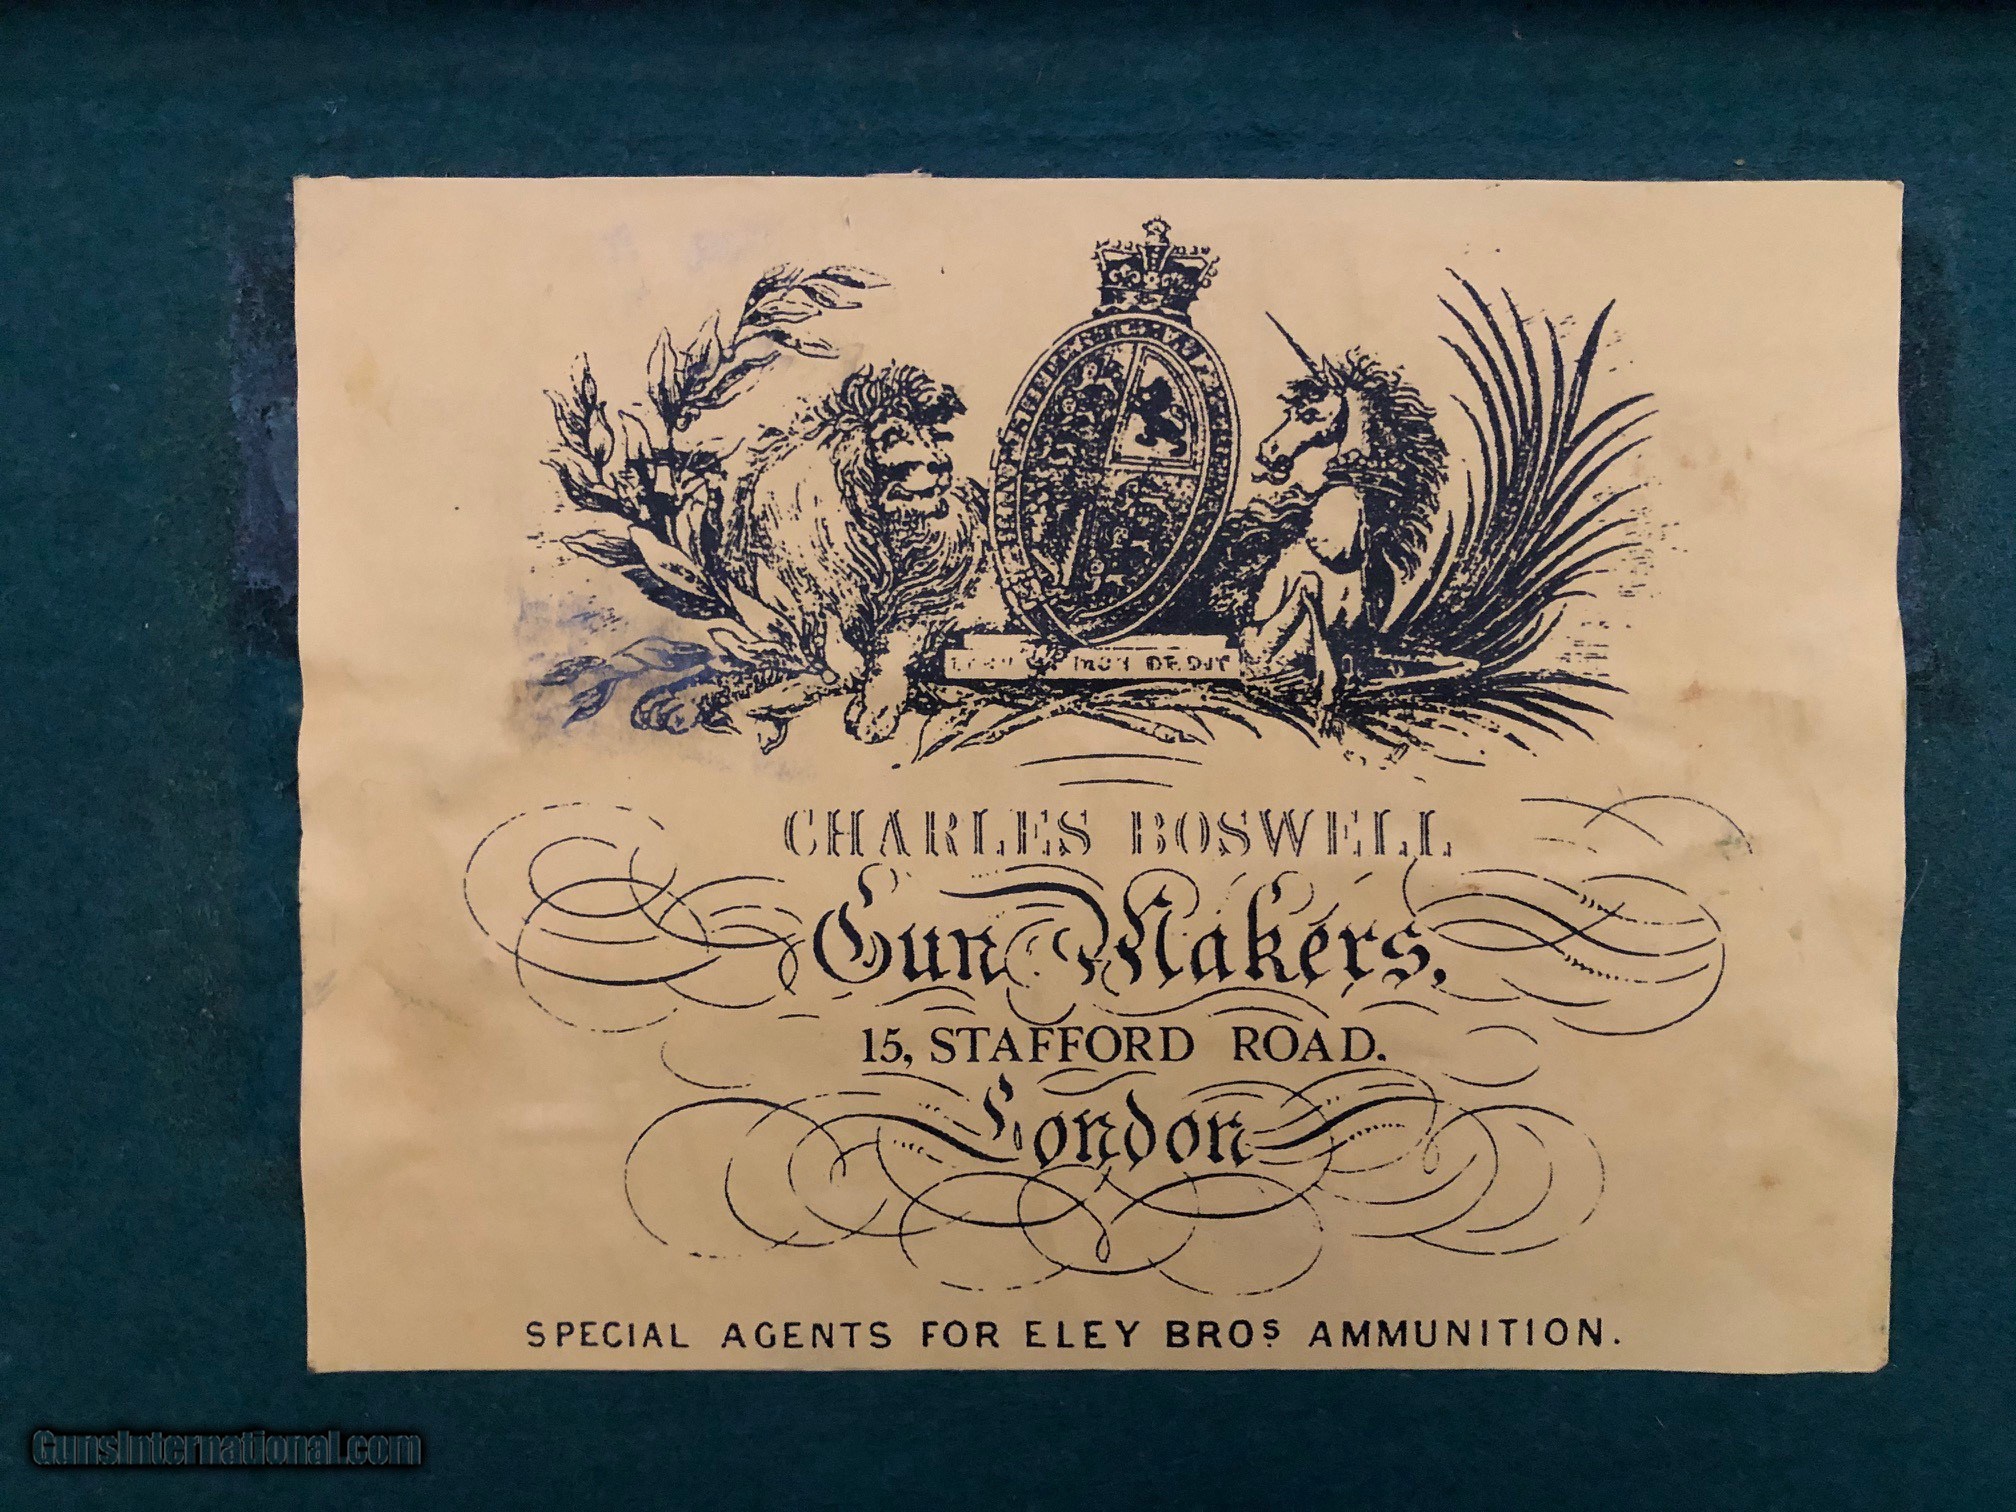 CHARLES BOSWELL
Gun Makers,
15, STAFFORD ROAD.
London
SPECIAL AGENTS FOR ELEY BROS AMMUNITION.
GunsInternational.com